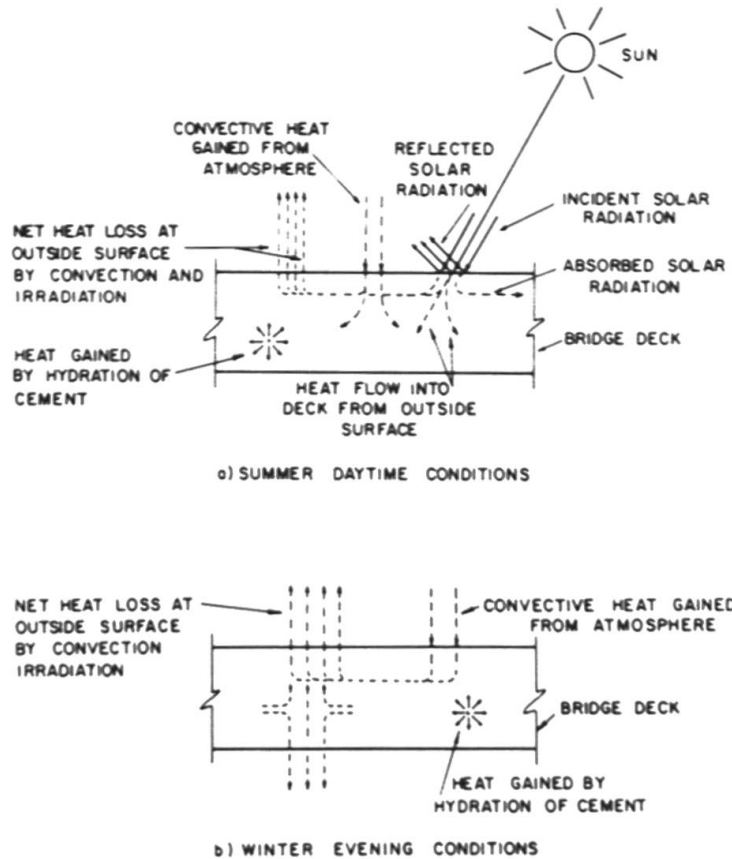 SUN
CONVECTIVE HEAT
GAINED FROM
ATMOSPHERE
REFLECTED
SOLAR
RADIATION
INCIDENT SOLAR
RADIATION
NET HEAT LOSS AT
OUTSIDE SURFACE
BY CONVECTION AND
IRRADIATION
ABSORBED SOLAR
RADIATION
BRIDGE DECK
HEAT GAINED
BY HYDRATION OF
CEMENT
HEAT FLOW INTO
DECK FROM OUTSIDE
SURFACE
a) SUMMER DAYTIME CONDITIONS
NET HEAT LOSS AT
OUTSIDE SURFACE
BY CONVECTION
IRRADIATION
CONVECTIVE HEAT GAINED
FROM ATMOSPHERE
BRIDGE DECK
HEAT GAINED BY
HYDRATION OF CEMENT
b) WINTER EVENING CONDITIONS